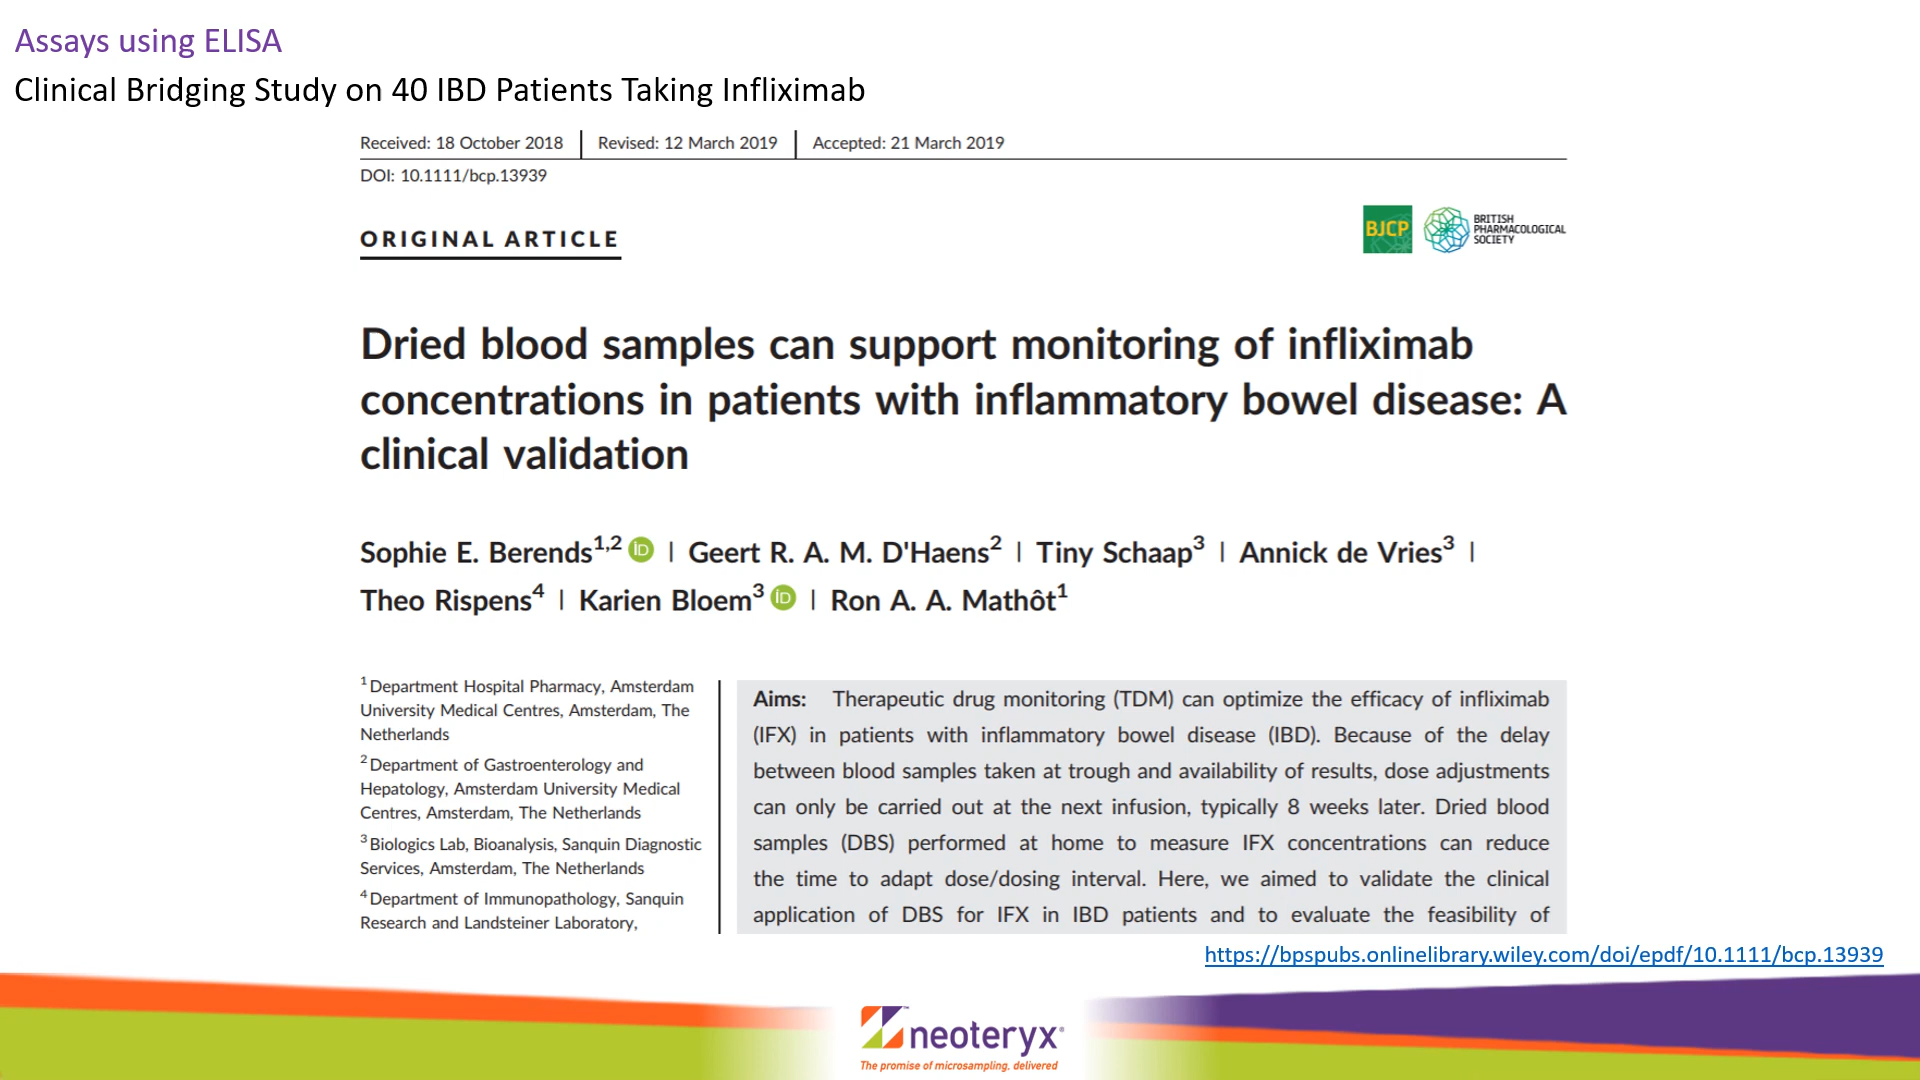 Assays using ELISA
Clinical Bridging Study on 40 IBD Patients Taking Infliximab
Received: 18 October 2018 | Revised: 12 March 2019 | Accepted: 21 March 2019
DOI: 10.1111/bcp.13939
ORIGINAL ARTICLE
BJCP
BRITISH
PHARMACOLOGICAL
SOCIETY
Dried blood samples can support monitoring of infliximab
concentrations in patients with inflammatory bowel disease: A
clinical validation
Sophie E. Berends1,2 iD | Geert R. A. M. D'Haens2 | Tiny Schaap3 | Annick de Vries3 |
Theo Rispens4 | Karien Bloem3 iD | Ron A. A. Mathôt1
1 Department Hospital Pharmacy, Amsterdam
University Medical Centres, Amsterdam, The
Netherlands
2 Department of Gastroenterology and
Hepatology, Amsterdam University Medical
Centres, Amsterdam, The Netherlands
3 Biologics Lab, Bioanalysis, Sanquin Diagnostic
Services, Amsterdam, The Netherlands
4 Department of Immunopathology, Sanquin
Research and Landsteiner Laboratory,
Aims: Therapeutic drug monitoring (TDM) can optimize the efficacy of infliximab
(IFX) in patients with inflammatory bowel disease (IBD). Because of the delay
between blood samples taken at trough and availability of results, dose adjustments
can only be carried out at the next infusion, typically 8 weeks later. Dried blood
samples (DBS) performed at home to measure IFX concentrations can reduce
the time to adapt dose/dosing interval. Here, we aimed to validate the clinical
application of DBS for IFX in IBD patients and to evaluate the feasibility of
https://bpspubs.onlinelibrary.wiley.com/doi/epdf/10.1111/bcp.13939
neoteryx
The promise of microsampling, delivered